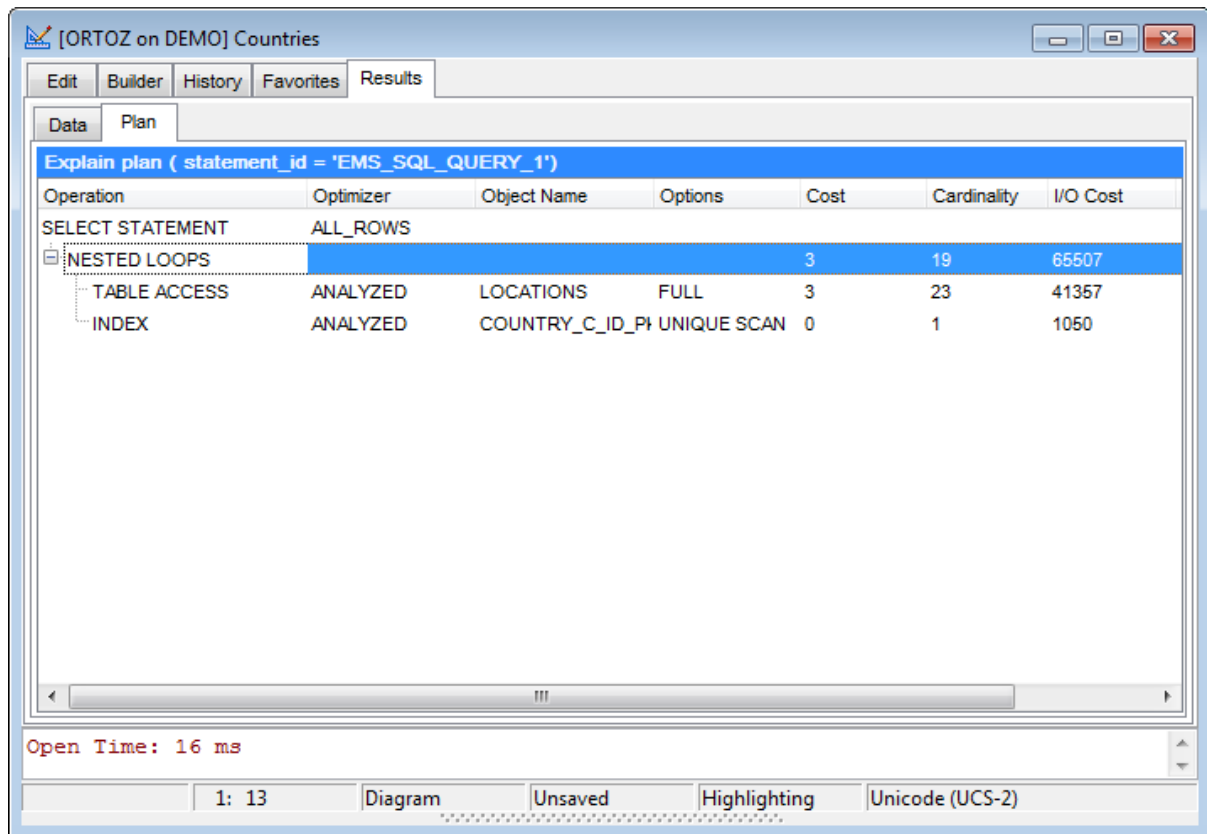 [ORTOZ on DEMO] Countries
Edit Builder History Favorites Results
Data Plan
Explain plan ( statement_id = 'EMS_SQL_QUERY_1')
Operation Optimizer Object Name Options Cost Cardinality I/O Cost
SELECT STATEMENT ALL_ROWS
NESTED LOOPS 3 19 65507
TABLE ACCESS ANALYZED LOCATIONS FULL 3 23 41357
INDEX ANALYZED COUNTRY_C_ID_PK UNIQUE SCAN 0 1 1050
Open Time: 16 ms
1: 13 Diagram Unsaved Highlighting Unicode (UCS-2)